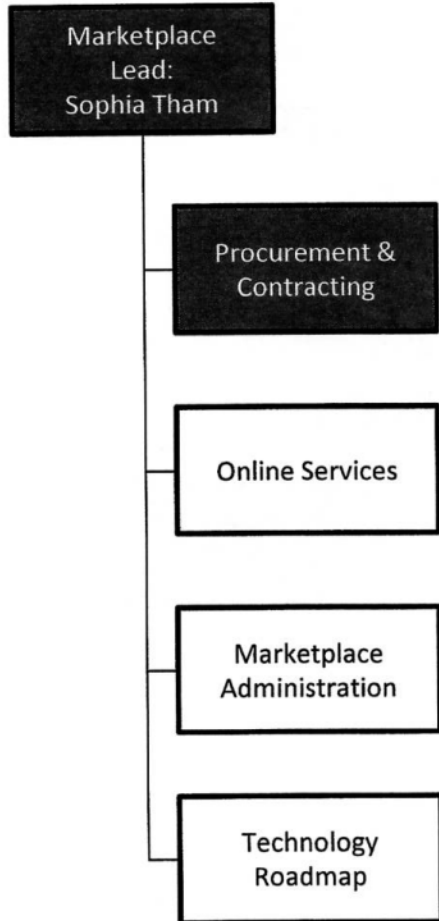 Marketplace
Lead:
Sophia Tham
Procurement &
Contracting
Online Services
Marketplace
Administration
Technology
Roadmap